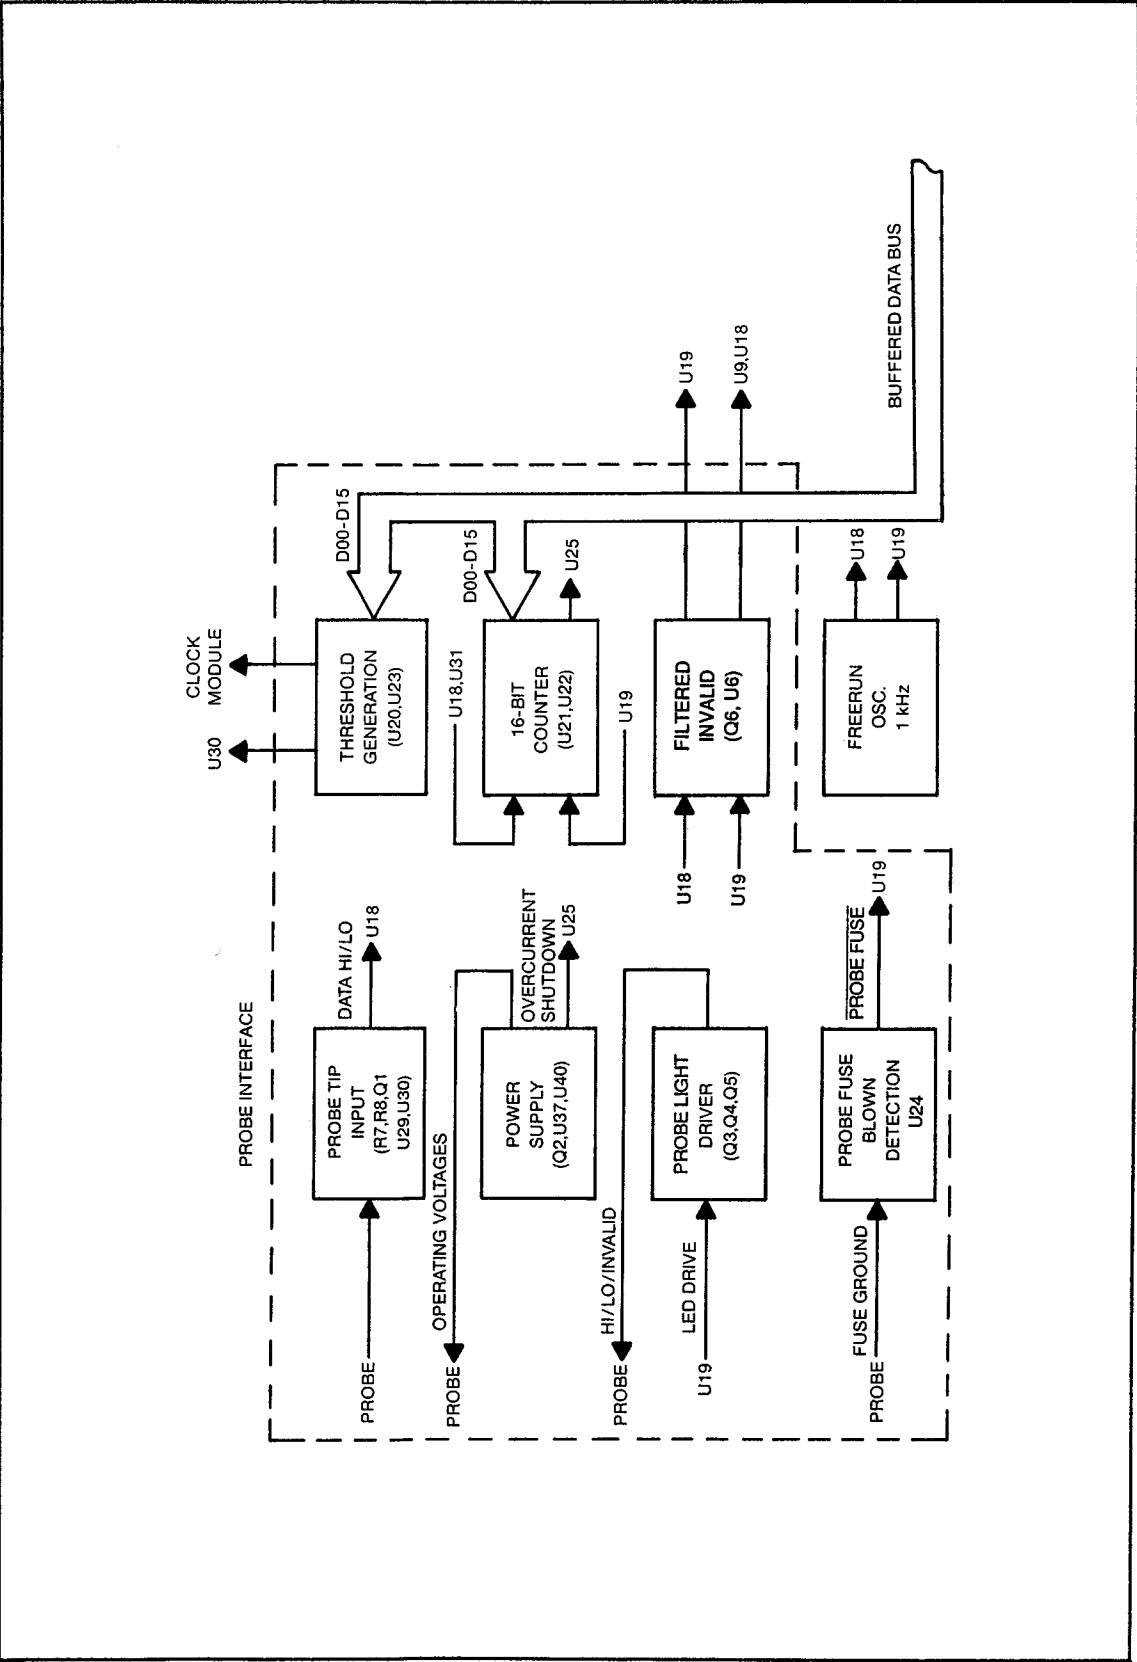 PROBE INTERFACE
PROBE
PROBE TIP
INPUT
(R7,R8,Q1
U29,U30)
DATA HI/LO
U18
U30
CLOCK
MODULE
THRESHOLD
GENERATION
(U20,U23)
D00-D15
PROBE
OPERATING VOLTAGES
POWER
SUPPLY
(Q2,U37,U40)
OVERCURRENT
SHUTDOWN
U25
U18,U31
16-BIT
COUNTER
(U21,U22)
U19
D00-D15
U25
PROBE
HI/LO/INVALID
U19
LED DRIVE
PROBE LIGHT
DRIVER
(Q3,Q4,Q5)
U18
U19
FILTERED
INVALID
(Q6, U6)
U19
U9,U18
PROBE
FUSE GROUND
PROBE FUSE
BLOWN
DETECTION
U24
PROBE FUSE
U19
FREERUN
OSC.
1 kHz
U18
U19
BUFFERED DATA BUS